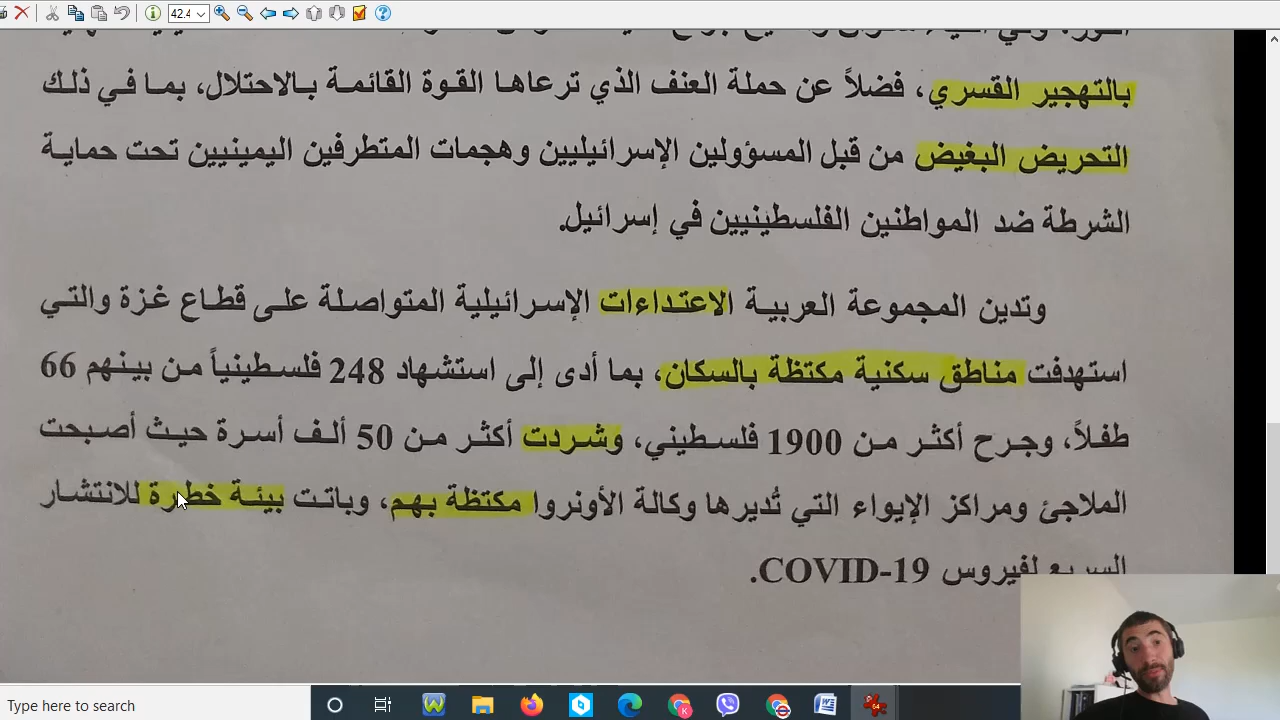 42.4
بالتهجير القسري، فضلاً عن حملة العنف الذي ترعاها القوة القائمة بالاحتلال، بما في ذلك
التحريض البغيض من قبل المسؤولين الإسرائيليين وهجمات المتطرفين اليمينيين تحت حماية
الشرطة ضد المواطنين الفلسطينيين في إسرائيل.
وتدين المجموعة العربية الاعتداءات الإسرائيلية المتواصلة على قطاع غزة والتي
استهدفت مناطق سكنية مكتظة بالسكان، بما أدى إلى استشهاد 248 فلسطينياً من بينهم 66
طفلاً، وجرح أكثر من 1900 فلسطيني، وشردت أكثر من 50 ألف أسرة حيث أصبحت
الملاجئ ومراكز الإيواء التي تُديرها وكالة الأونروا مكتظة بهم، وباتت بيئة خطرة للانتشار
السريع لفيروس COVID-19.
Type here to search